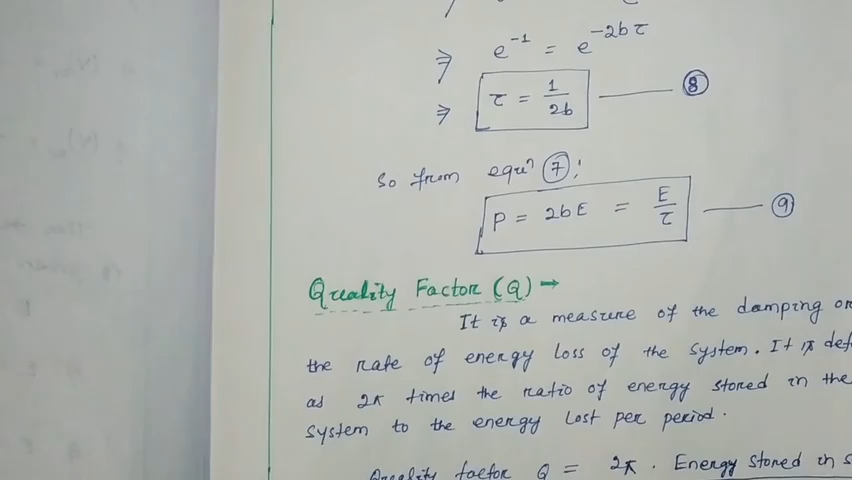 ⇒ e^{-1} = e^{-2bτ}
⇒ τ = 1/2b ⑧
So from equⁿ ⑦;
P = 2bE = E/τ ⑨
Quality Factor (Q) →
It is a measure of the damping or
the rate of energy loss of the system. It is def
as 2π times the ratio of energy stored in the
system to the energy lost per period.
Quality factor Q = 2π. Energy stored in s